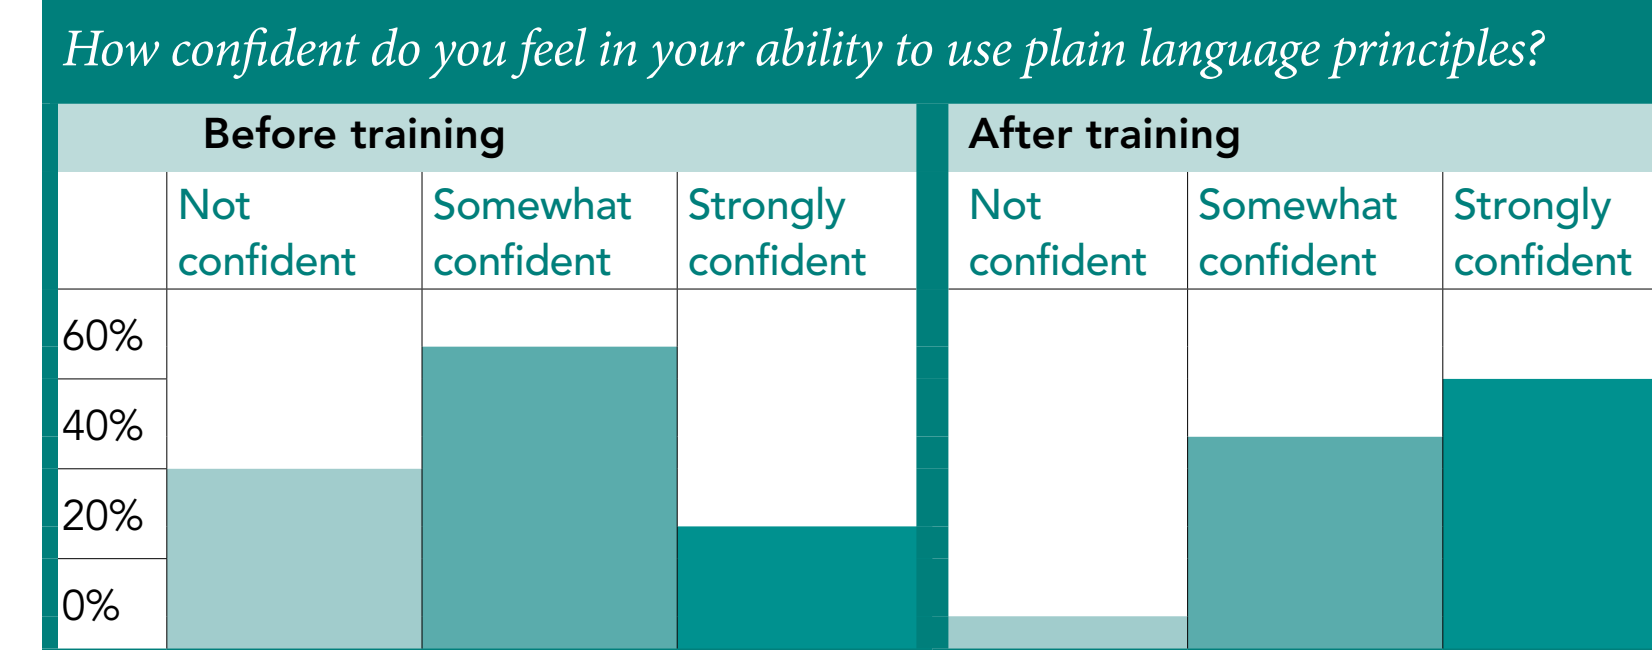 How confident do you feel in your ability to use plain language principles?
Before training
After training
Not
confident
Somewhat
confident
Strongly
confident
Not
confident
Somewhat
confident
Strongly
confident
60%
40%
20%
0%